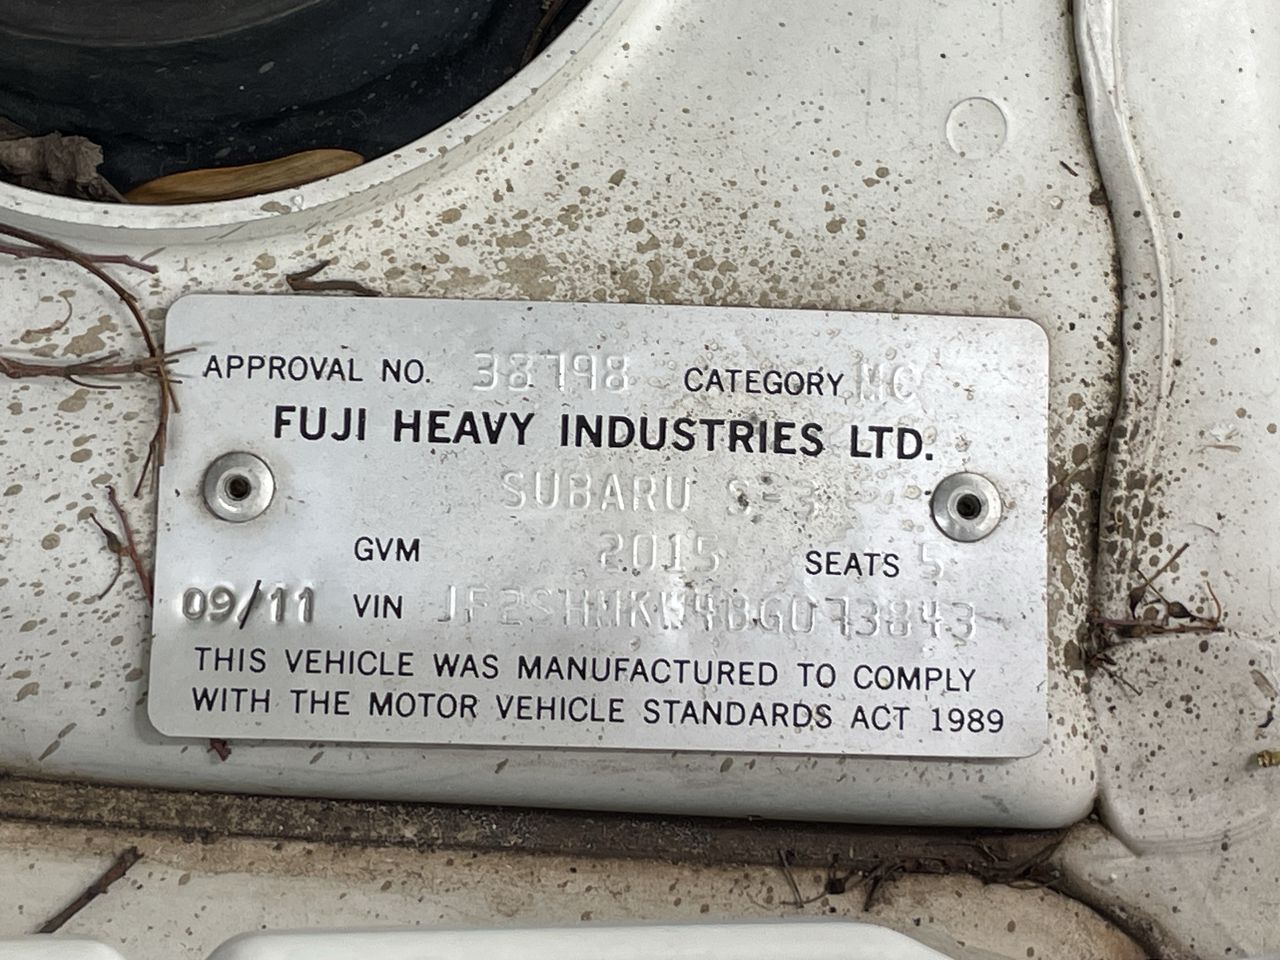 APPROVAL NO. 38798 CATEGORY MC
FUJI HEAVY INDUSTRIES LTD.
SUBARU S-3
GVM 2015 SEATS 5
09/11 VIN
THIS VEHICLE WAS MANUFACTURED TO COMPLY
WITH THE MOTOR VEHICLE STANDARDS ACT 1989